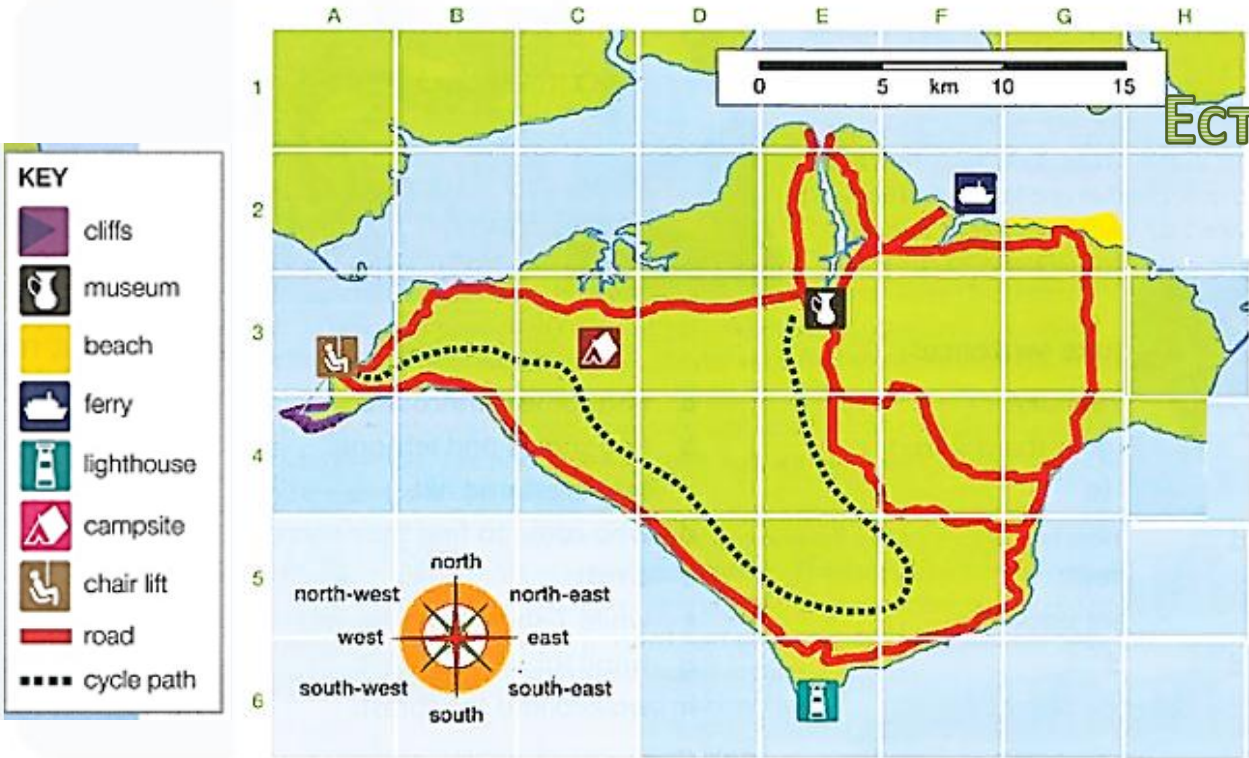 A B C D E F G H
1
0 5 km 10 15
Ест
KEY
cliffs
2
museum
beach
3
ferry
lighthouse
4
campsite
chair lift
5
road
cycle path
6
north
north-west north-east
west east
south-west south-east
south